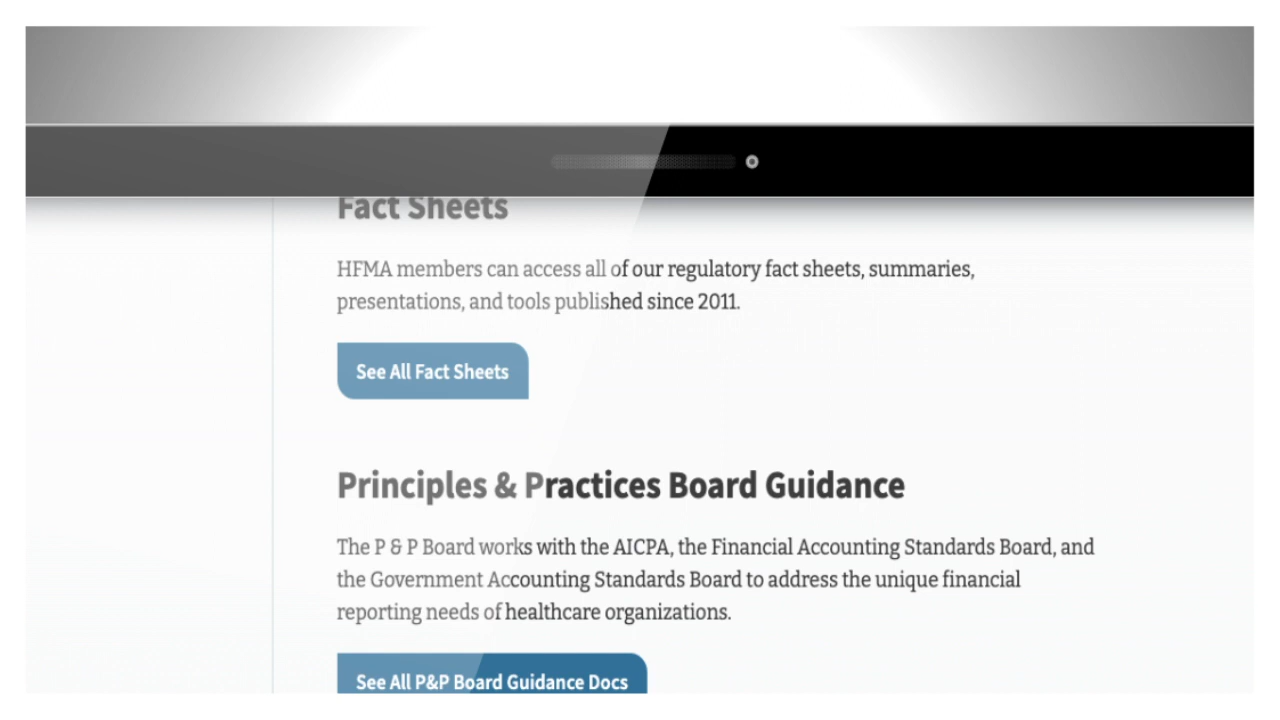 Fact Sheets
HFMA members can access all of our regulatory fact sheets, summaries,
presentations, and tools published since 2011.
See All Fact Sheets
Principles & Practices Board Guidance
The P & P Board works with the AICPA, the Financial Accounting Standards Board, and
the Government Accounting Standards Board to address the unique financial
reporting needs of healthcare organizations.
See All P&P Board Guidance Docs